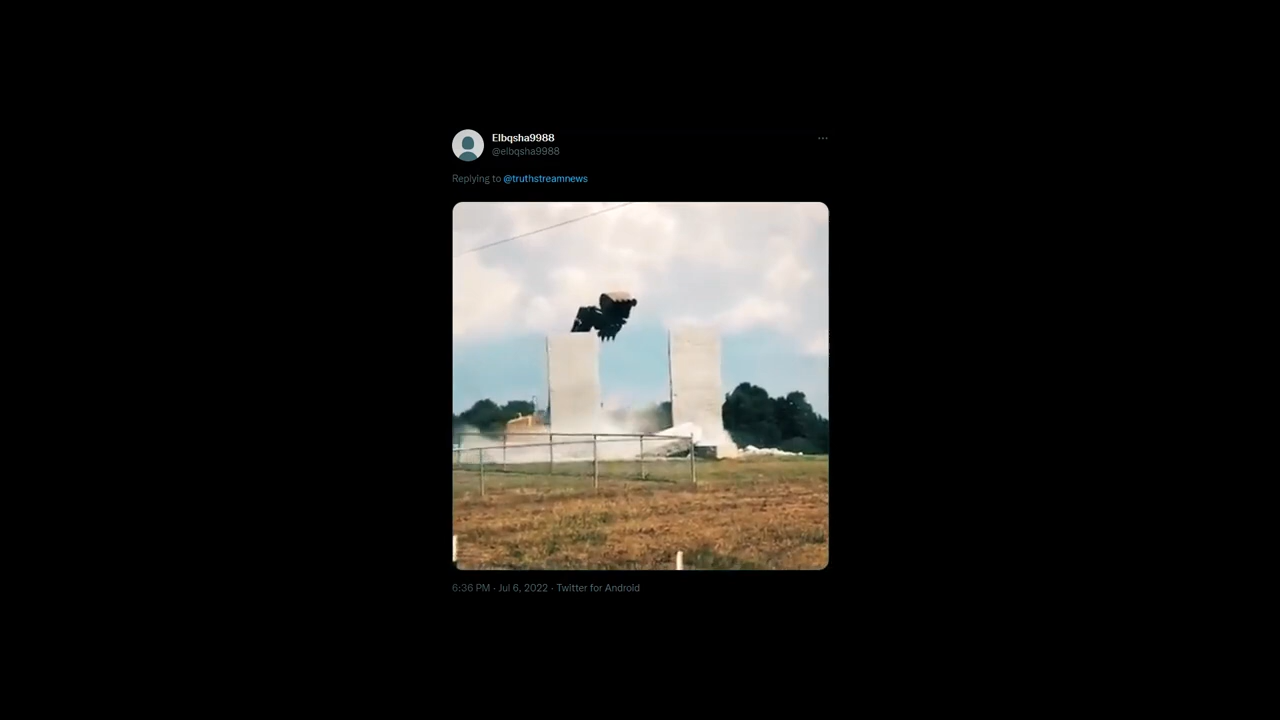 Elbqsha9988
@elbqsha9988
Replying to @truthstreamnews
6:36 PM · Jul 6, 2022 · Twitter for Android